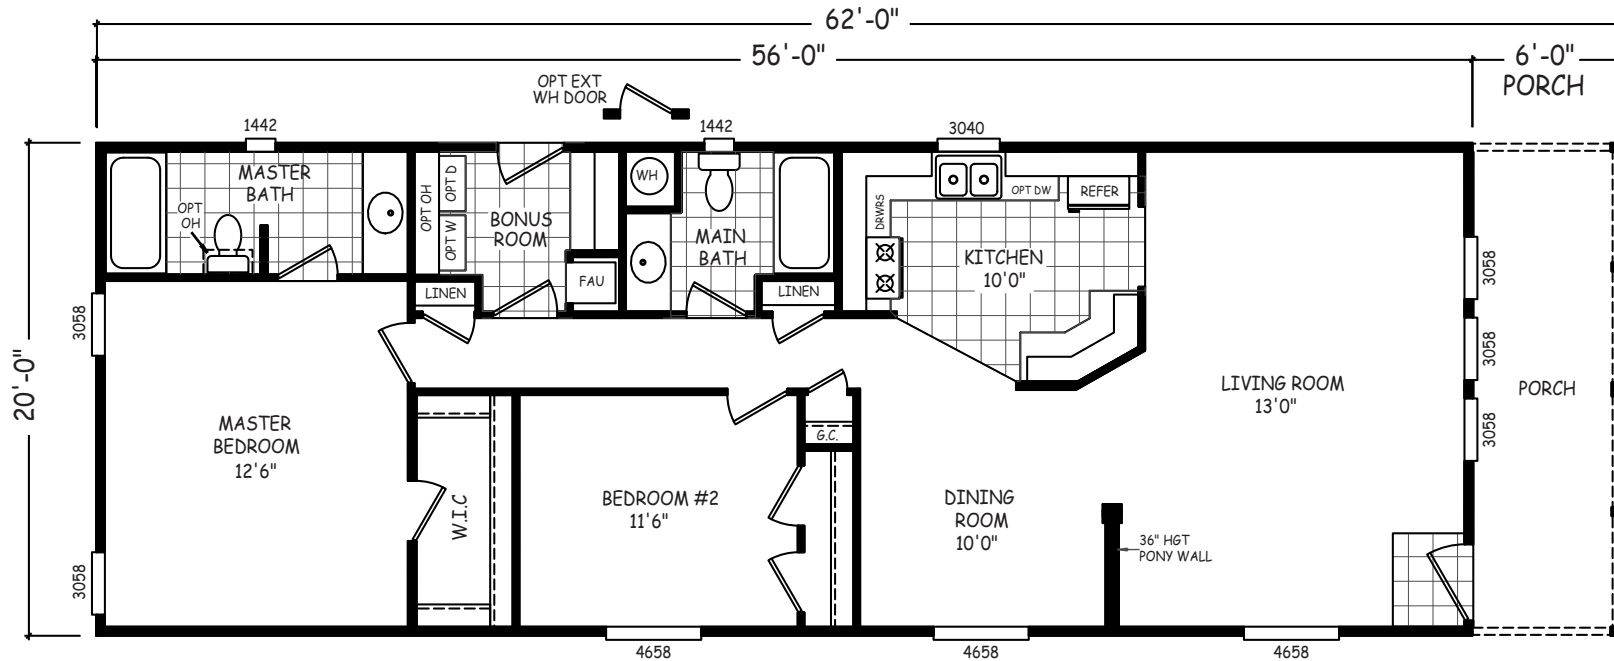 62'-0"
56'-0"
6'-0"
PORCH
OPT EXT
WH DOOR
1442
1442
3040
MASTER
BATH
OPT
OH
OPT OH
OPT D
OPT W
BONUS
ROOM
WH
MAIN
BATH
DRWRS
OPT DW
REFER
KITCHEN
10'0"
LINEN
FAU
LINEN
3058
3058
3058
3058
3058
20'-0"
MASTER
BEDROOM
12'6"
W.I.C
BEDROOM #2
11'6"
G.C.
DINING
ROOM
10'0"
LIVING ROOM
13'0"
PORCH
36" HGT
PONY WALL
4658
4658
4658